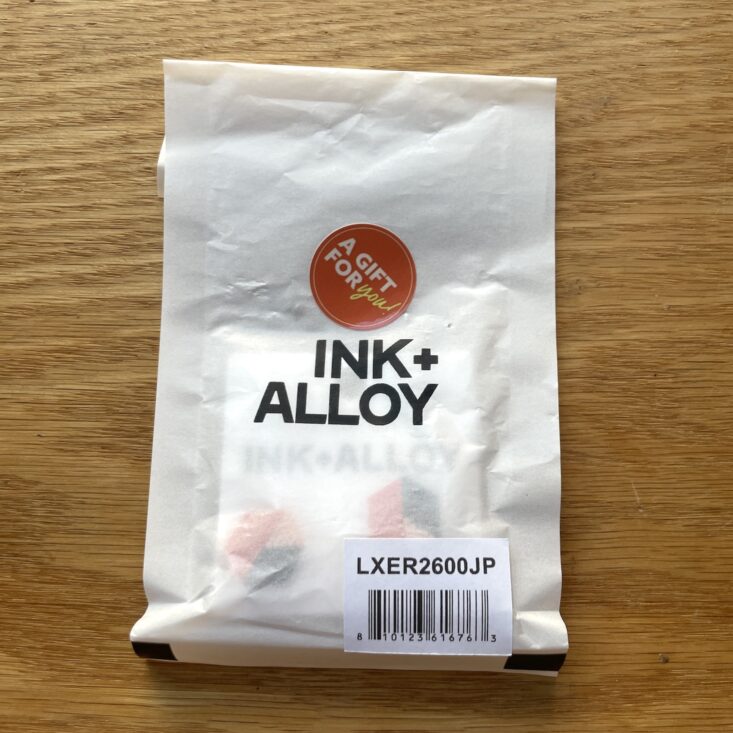 A GIFT
FOR you!
INK+
ALLOY
INK+ALLOY
LXER2600JP
8 10123 61676 3